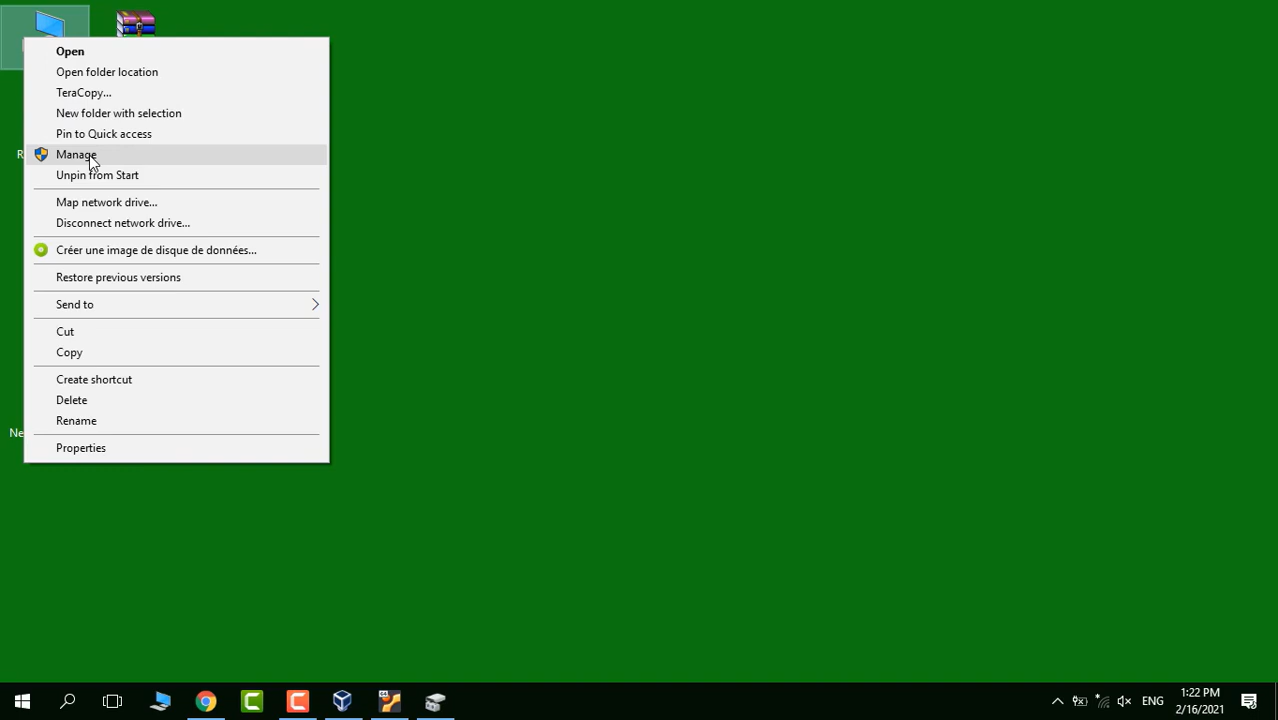 Open
Open folder location
TeraCopy...
New folder with selection
Pin to Quick access
Manage
Unpin from Start
Map network drive...
Disconnect network drive...
Créer une image de disque de données...
Restore previous versions
Send to
Cut
Copy
Create shortcut
Delete
Rename
Properties
R
Ne
ENG
1:22 PM
2/16/2021